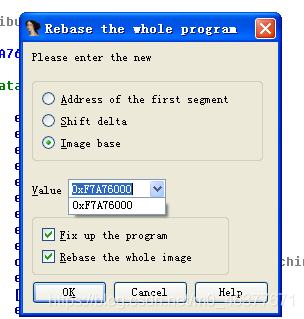 Rebase the whole program
Please enter the new
Address of the first segment
Shift delta
Image base
Value 0xF7A76000
0xF7A76000
Fix up the program
Rebase the whole image
OK Cancel Help